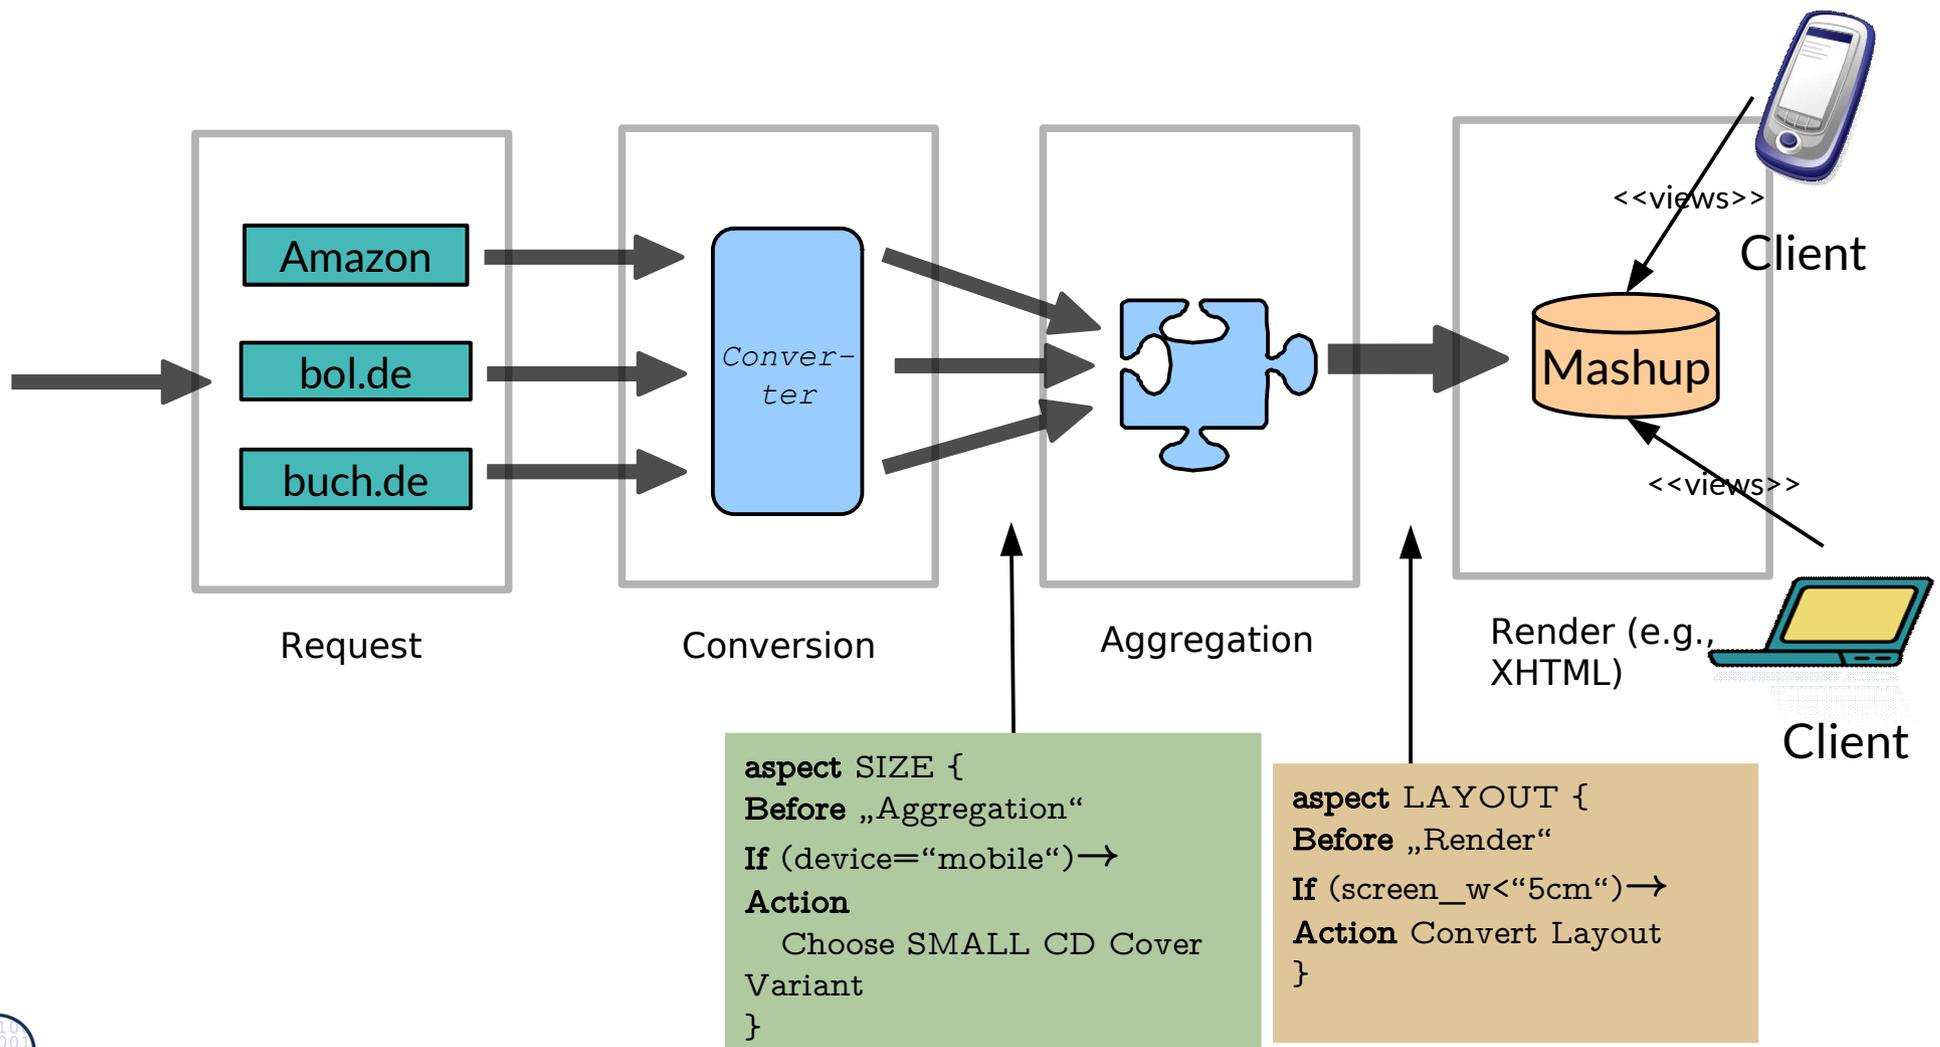 <<views>>
Client
Amazon
bol.de
buch.de
Conver-
ter
Mashup
<<views>>
Request
Conversion
Aggregation
Render (e.g.,
XHTML)
Client
aspect SIZE {
Before „Aggregation“
If (device=“mobile“)→
Action
Choose SMALL CD Cover
Variant
}
aspect LAYOUT {
Before „Render“
If (screen_w<“5cm“)→
Action Convert Layout
}